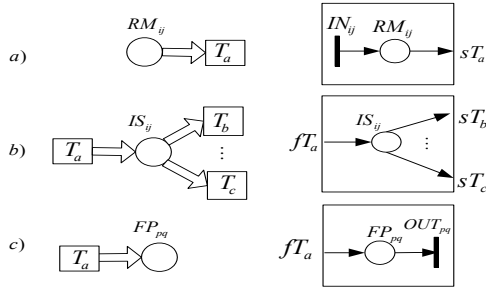 a) RM_ij T_a IN_ij RM_ij sT_a
b) T_a IS_ij T_b ⋮ T_c fT_a IS_ij ⋮ sT_b sT_c
c) T_a FP_pq fT_a FP_pq OUT_pq